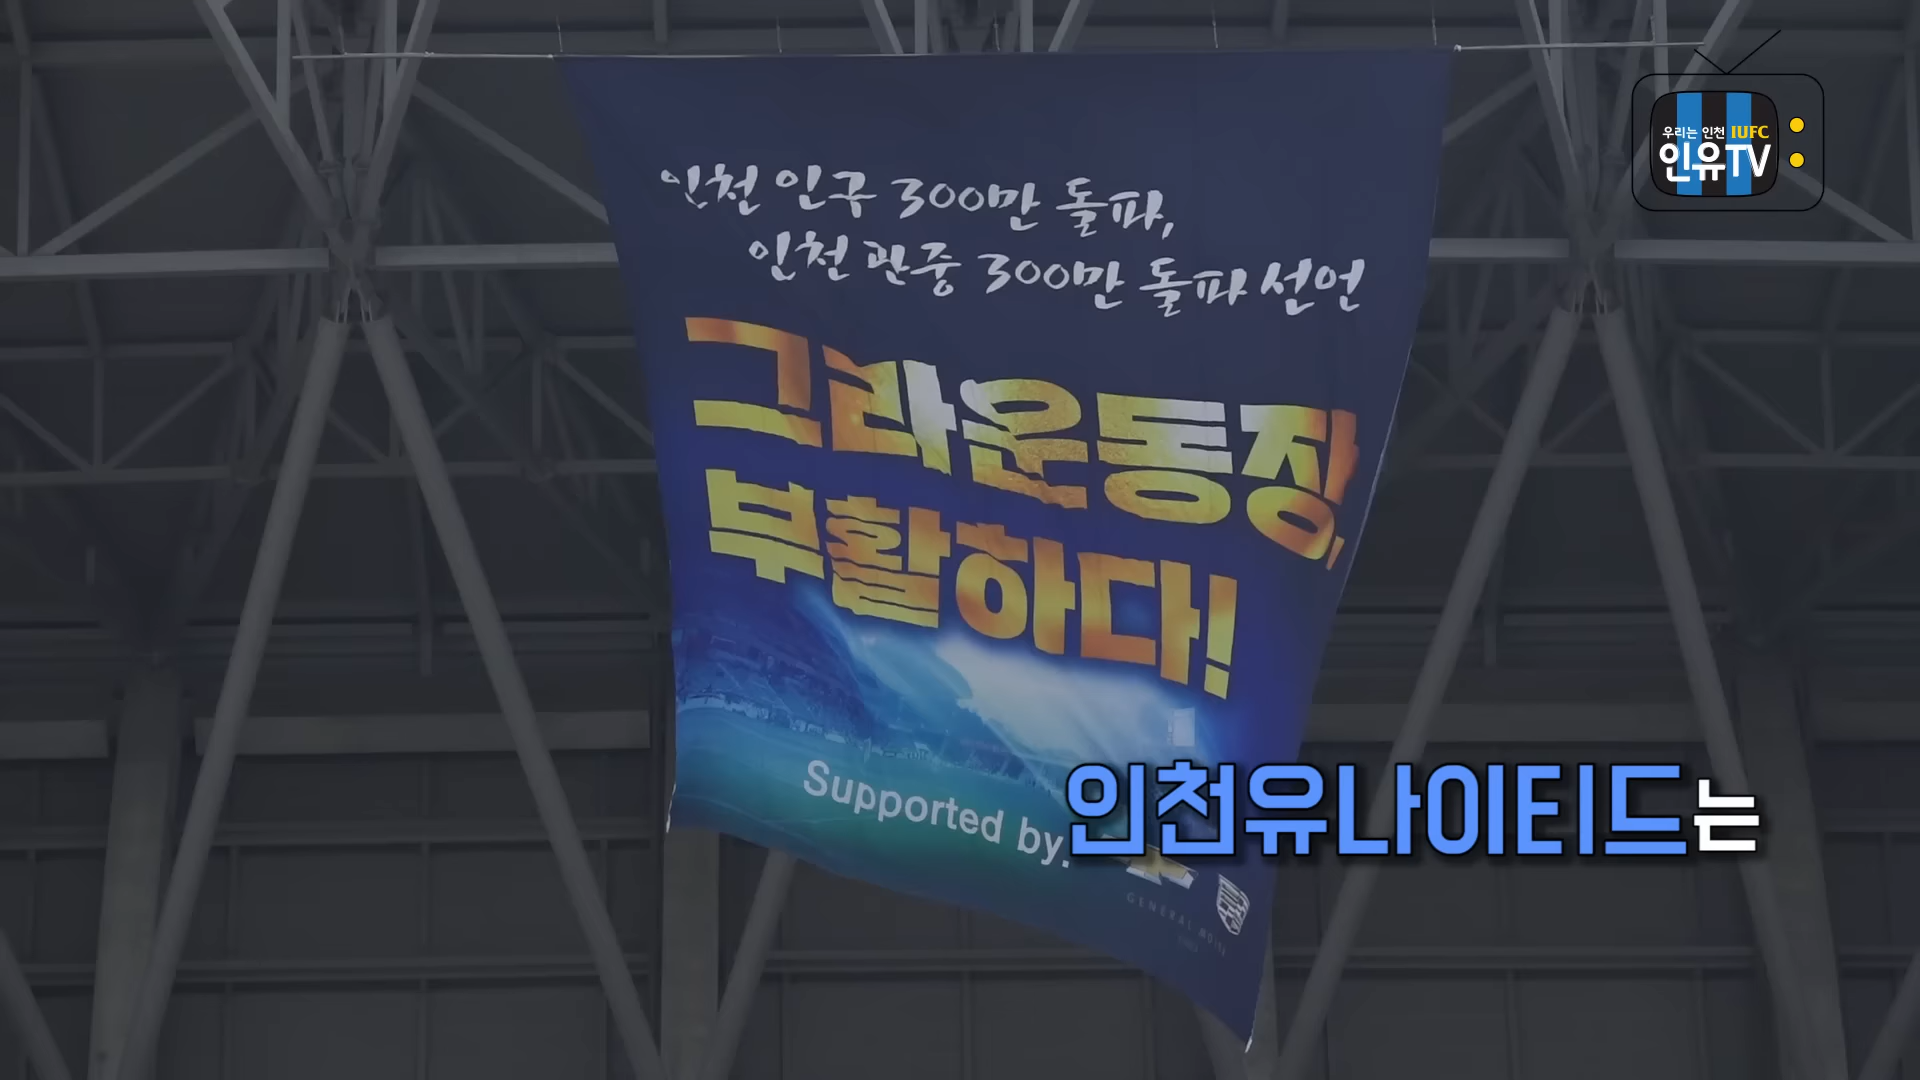 우리는 인천 IUFC
인유TV
인천 인구 300만 돌파,
인천 관중 300만 돌파 선언
그라운동장,
부활하다!
Supported by.
인천유나이티드는
GENERAL